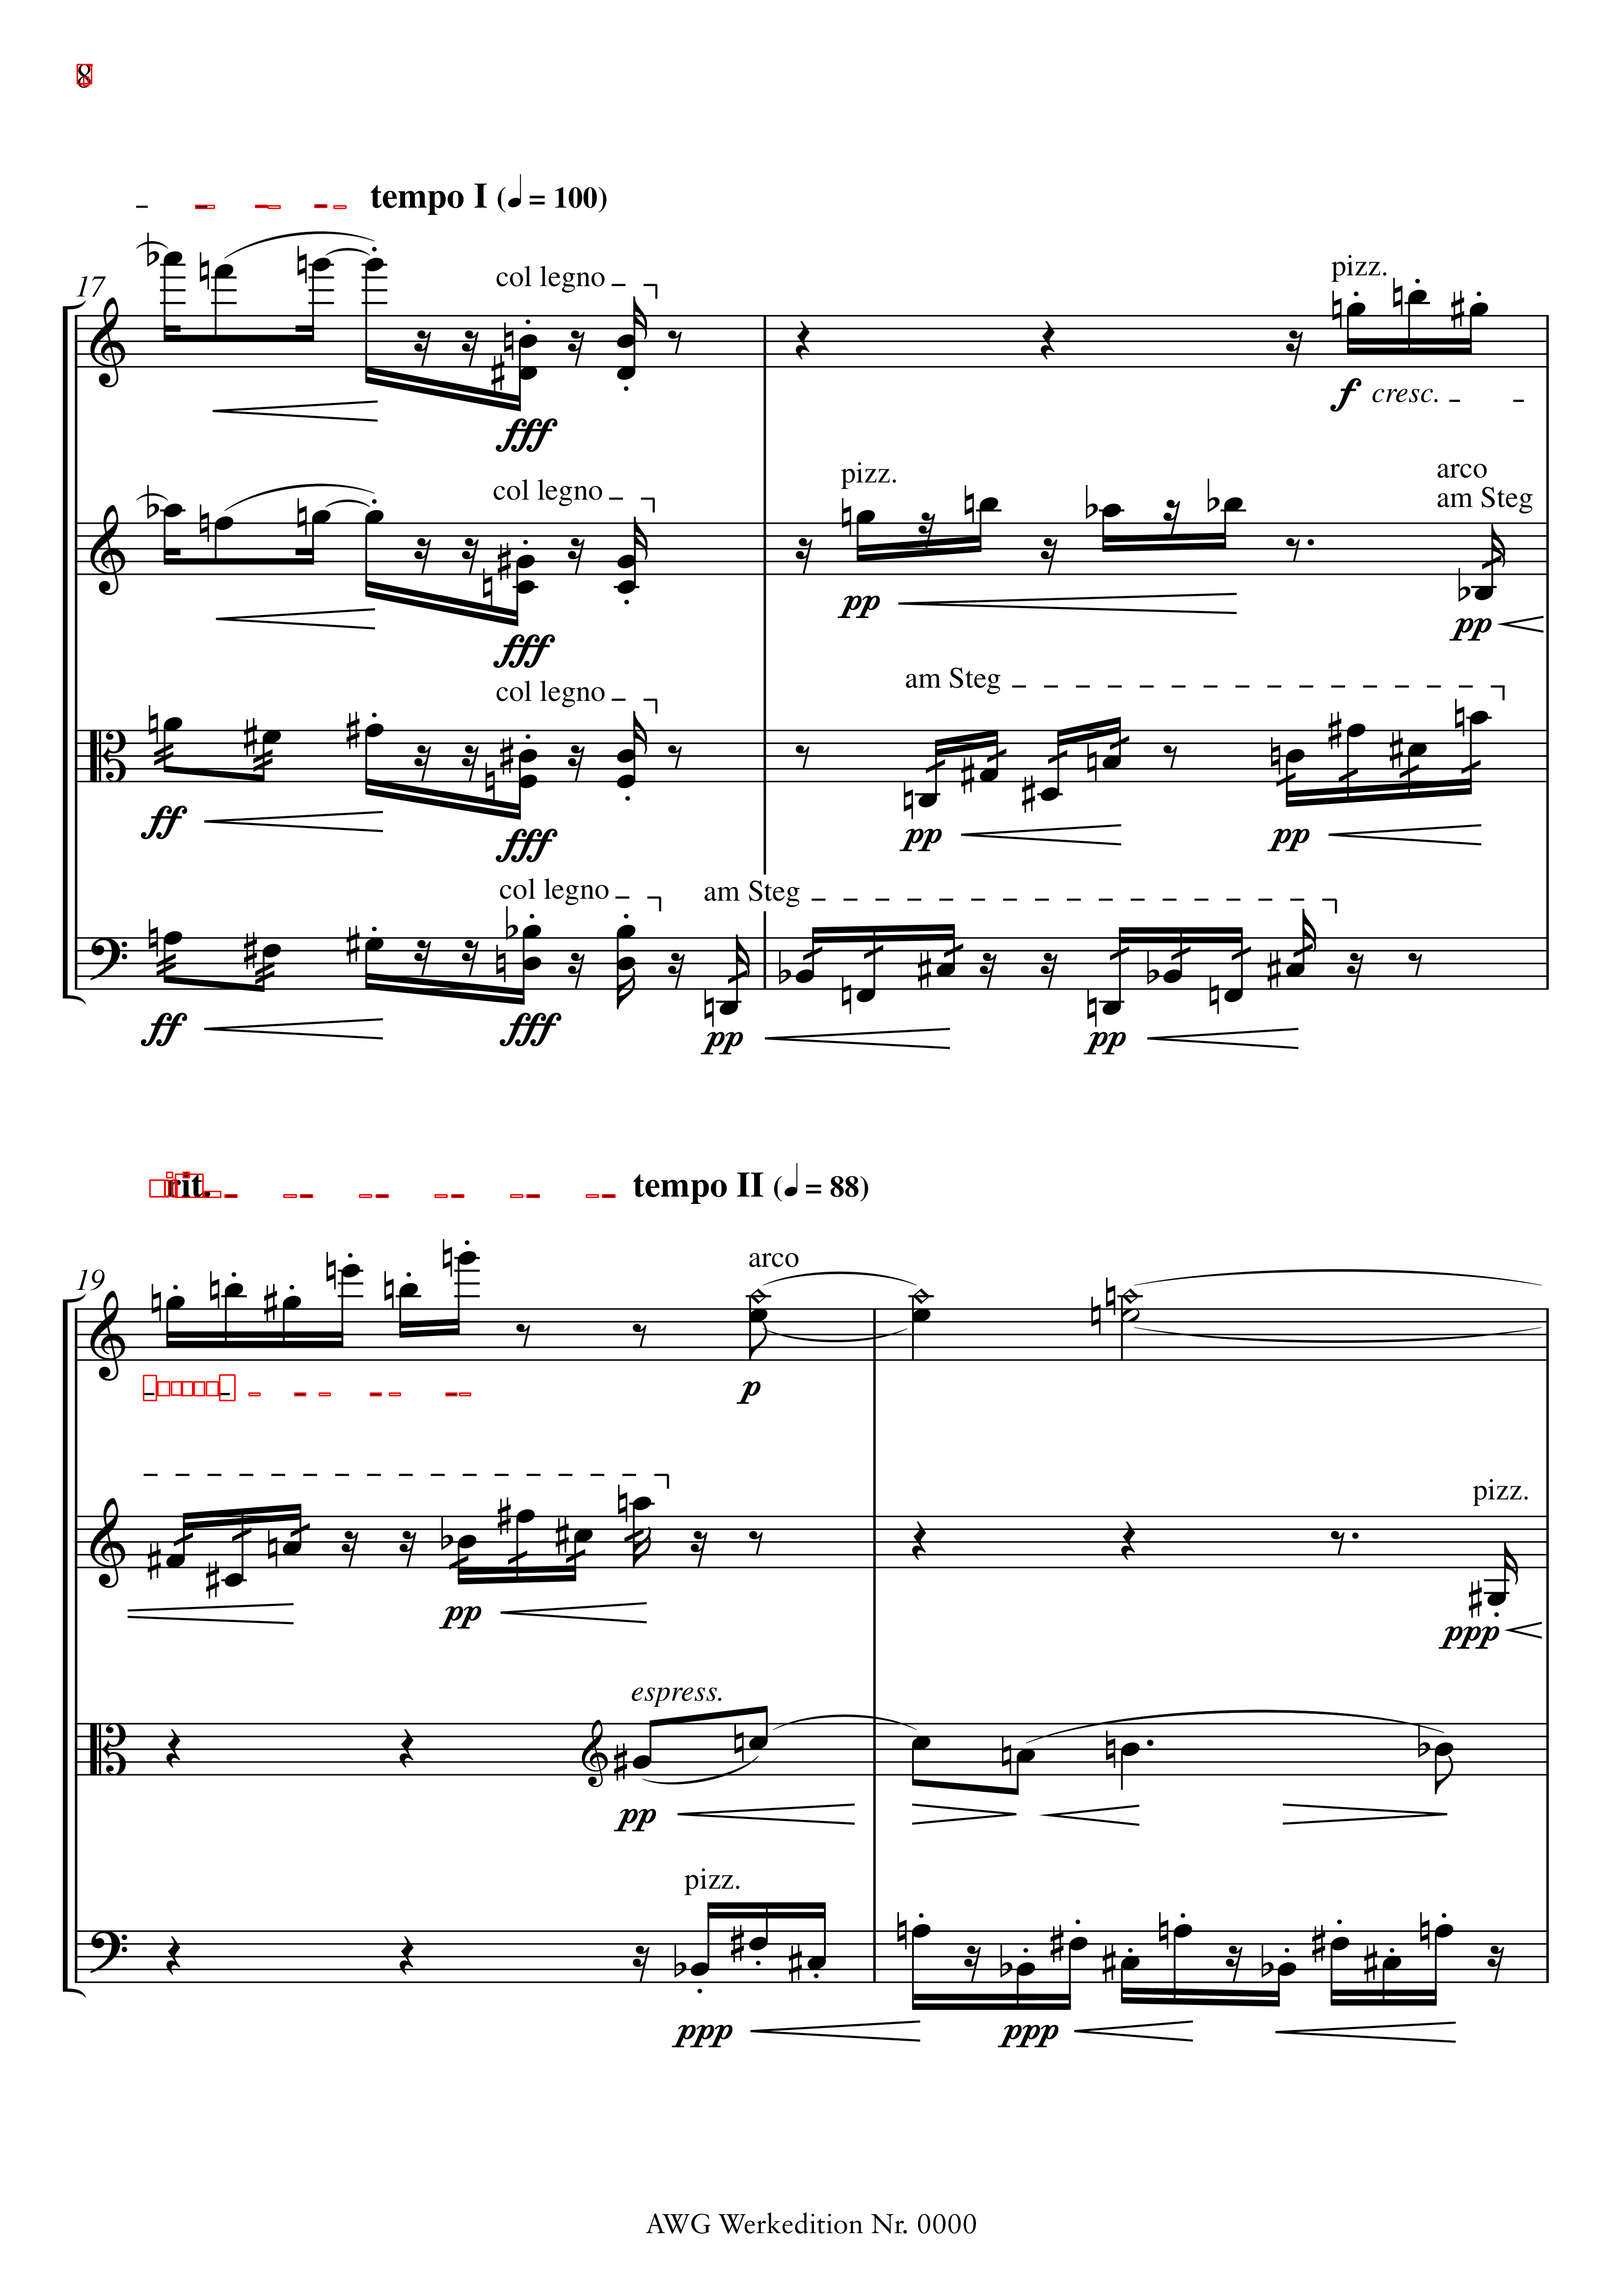 8
tempo I (♩ = 100)
17
col legno
pizz.
fff
f cresc.
col legno
pizz.
arco
am Steg
fff
pp
pp
col legno
am Steg
ff
fff
pp
pp
col legno
am Steg
ff
fff
pp
pp
rit.
tempo II (♩ = 88)
19
arco
p
pizz.
pp
ppp
espress.
pp
pizz.
ppp
ppp
AWG Werkedition Nr. 0000